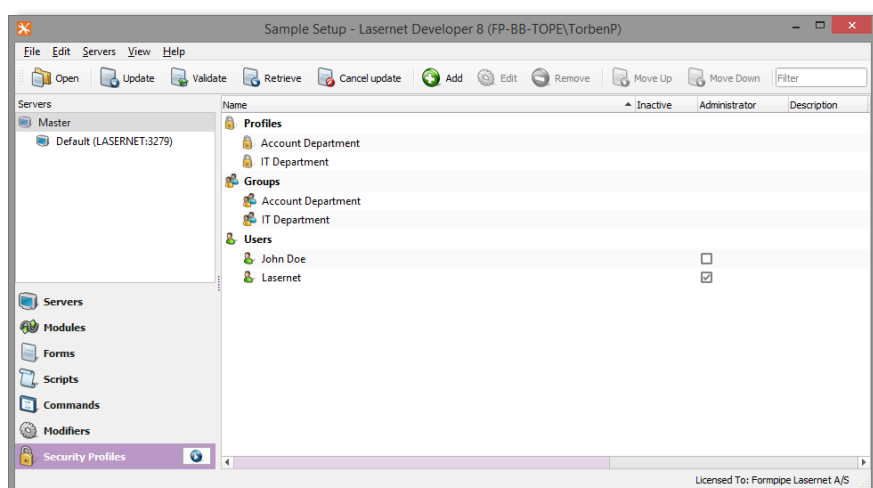 Sample Setup - Lasernet Developer 8 (FP-BB-TOPE\TorbenP)
File Edit Servers View Help
Open Update Validate Retrieve Cancel update Add Edit Remove Move Up Move Down Filter
Servers
Master
Default (LASERNET:3279)
Name Inactive Administrator Description
Profiles
Account Department
IT Department
Groups
Account Department
IT Department
Users
John Doe
Lasernet
Servers
Modules
Forms
Scripts
Commands
Modifiers
Security Profiles
Licensed To: Formpipe Lasernet A/S